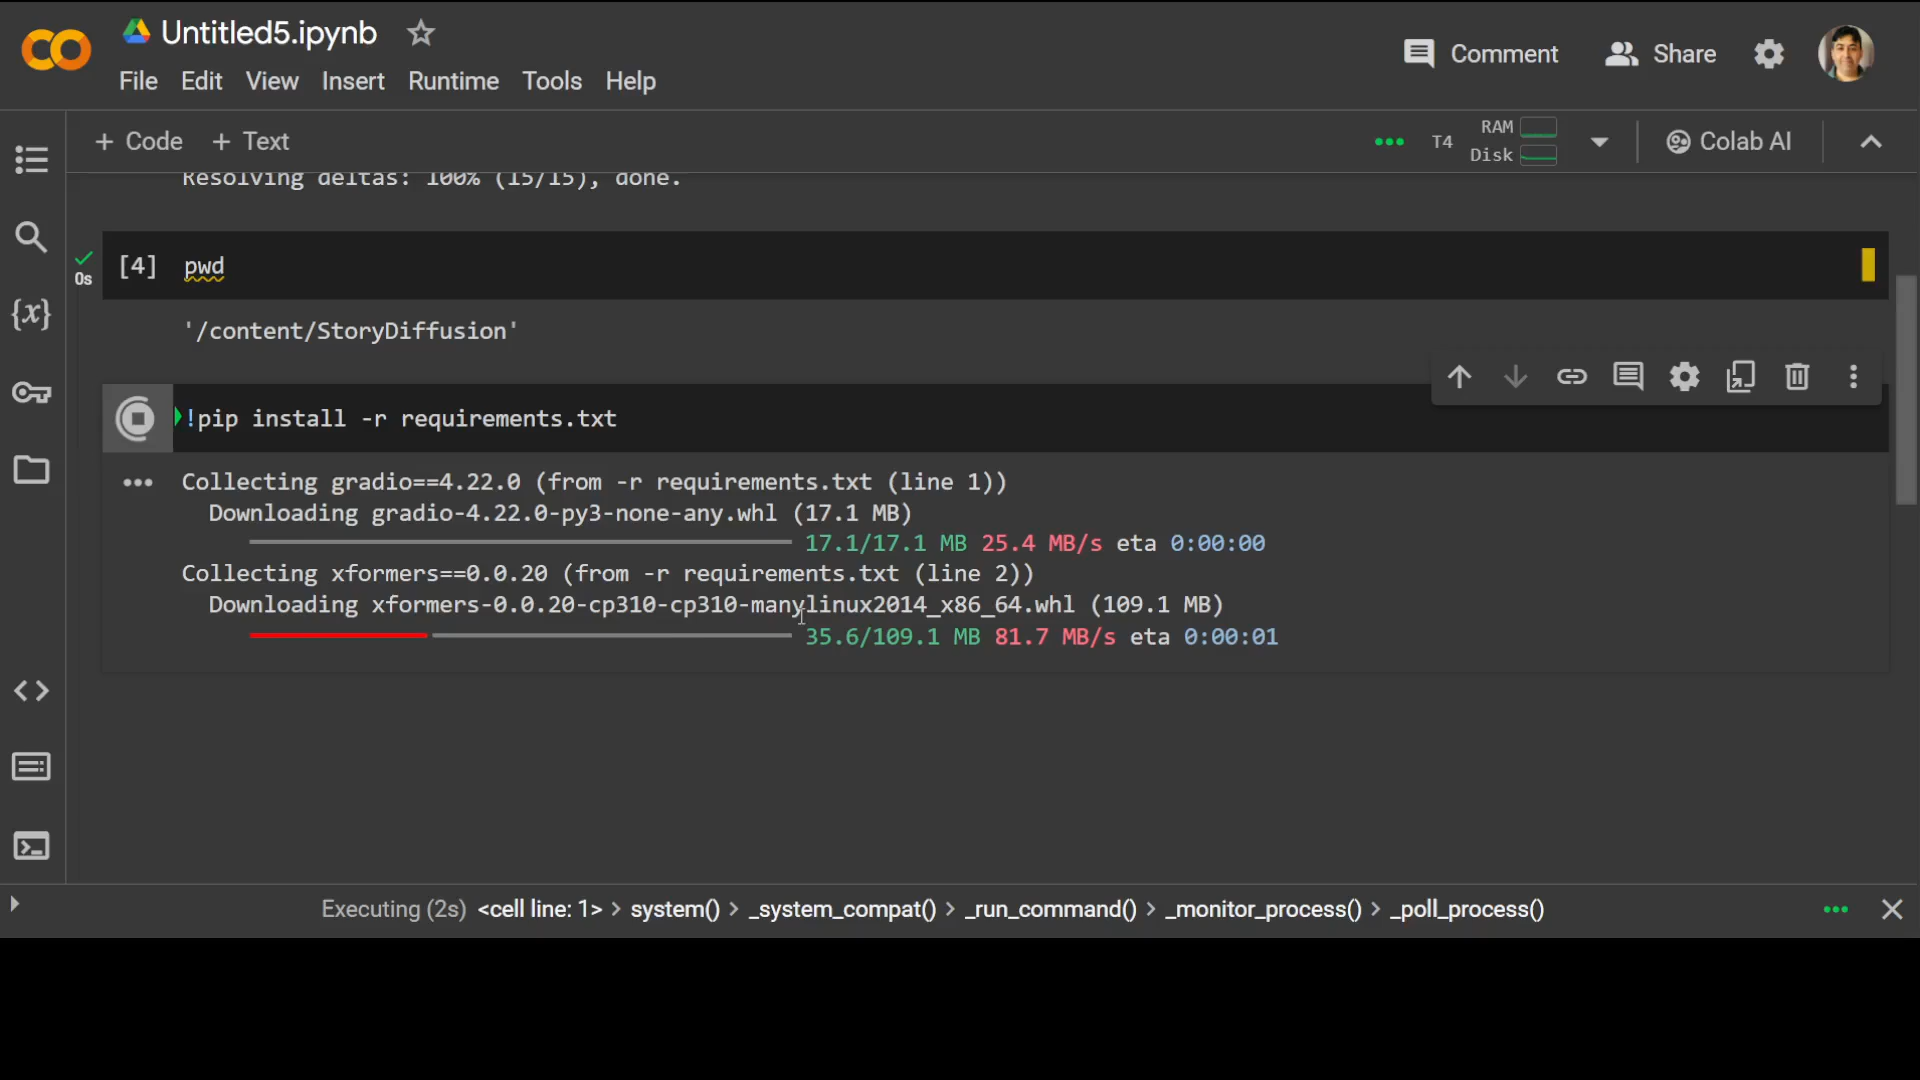 Untitled5.ipynb
File Edit View Insert Runtime Tools Help
Comment Share
+ Code + Text
T4 RAM Disk
Colab AI
Resolving deltas: 100% (15/15), done.
0s [4] pwd
'/content/StoryDiffusion'
{x}
!pip install -r requirements.txt
Collecting gradio==4.22.0 (from -r requirements.txt (line 1))
Downloading gradio-4.22.0-py3-none-any.whl (17.1 MB)
17.1/17.1 MB 25.4 MB/s eta 0:00:00
Collecting xformers==0.0.20 (from -r requirements.txt (line 2))
Downloading xformers-0.0.20-cp310-cp310-manylinux2014_x86_64.whl (109.1 MB)
35.6/109.1 MB 81.7 MB/s eta 0:00:01
Executing (2s) <cell line: 1> > system() > _system_compat() > _run_command() > _monitor_process() > _poll_process()